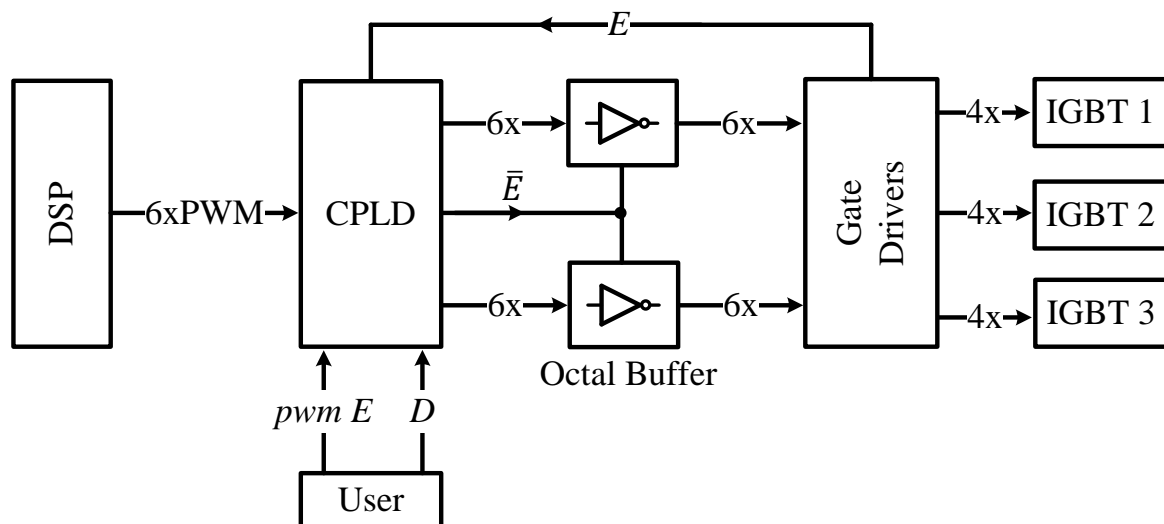 E
DSP
6xPWM
CPLD
6x
6x
IGBT 1
4x
Ē
Gate
Drivers
4x
IGBT 2
6x
6x
4x
IGBT 3
Octal Buffer
pwm E
D
User